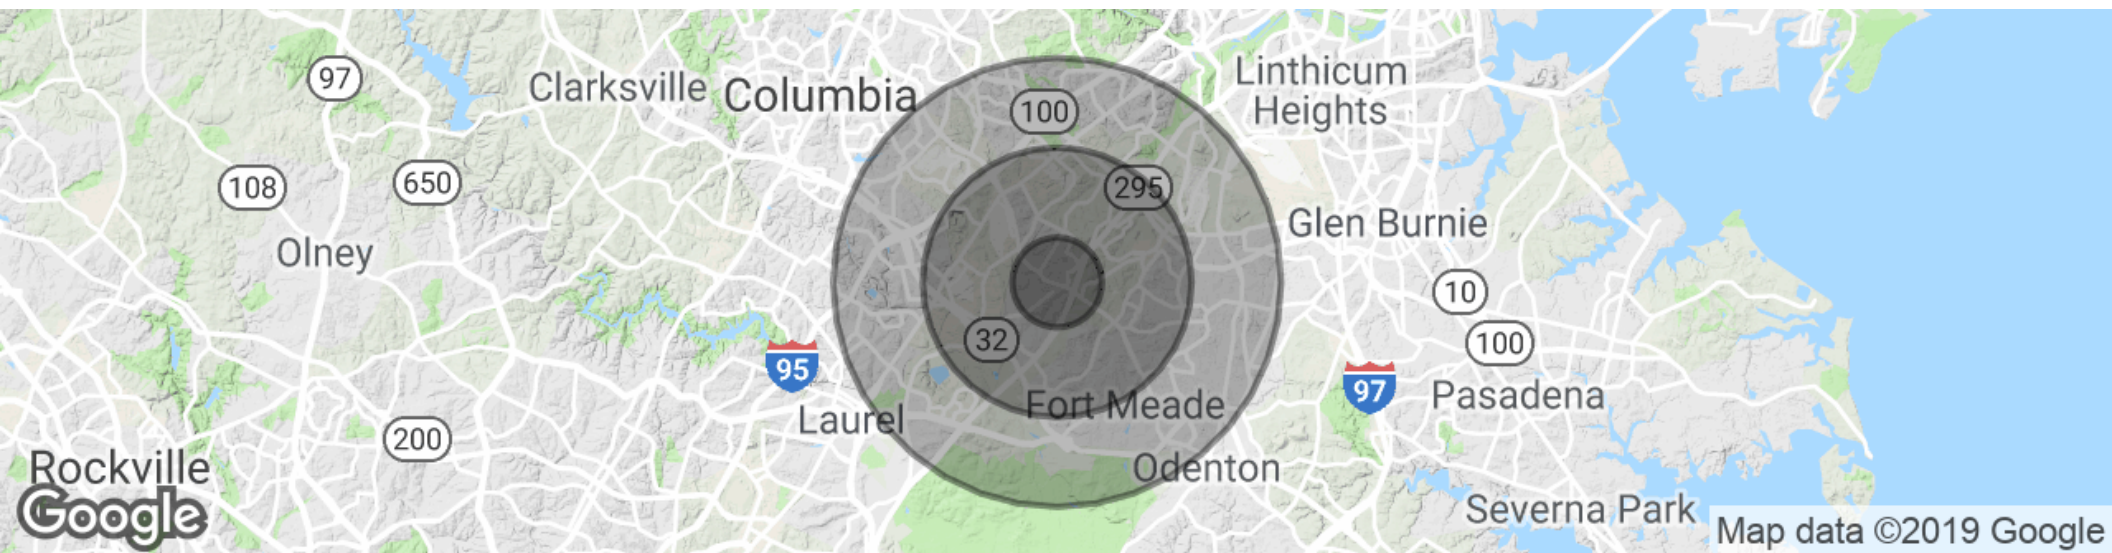 97
Clarksville
Columbia
100
Linthicum
Heights
108
650
295
Olney
Glen Burnie
10
32
100
95
97
Fort Meade
Pasadena
Laurel
200
Rockville
Odenton
Google
Severna Park
Map data ©2019 Google